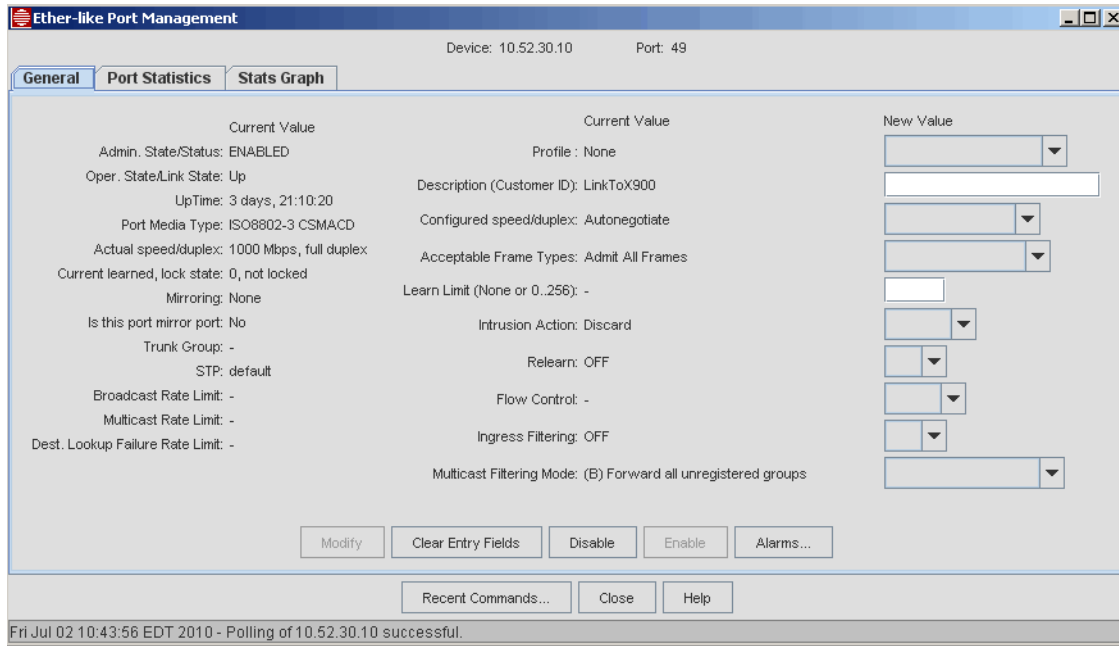 Ether-like Port Management
Device: 10.52.30.10 Port: 49
General Port Statistics Stats Graph
Current Value
Admin. State/Status: ENABLED
Oper. State/Link State: Up
UpTime: 3 days, 21:10:20
Port Media Type: ISO8802-3 CSMACD
Actual speed/duplex: 1000 Mbps, full duplex
Current learned, lock state: 0, not locked
Mirroring: None
Is this port mirror port: No
Trunk Group: -
STP: default
Broadcast Rate Limit: -
Multicast Rate Limit: -
Dest. Lookup Failure Rate Limit: -
Current Value New Value
Profile : None
Description (Customer ID): LinkToX900
Configured speed/duplex: Autonegotiate
Acceptable Frame Types: Admit All Frames
Learn Limit (None or 0..256): -
Intrusion Action: Discard
Relearn: OFF
Flow Control: -
Ingress Filtering: OFF
Multicast Filtering Mode: (B) Forward all unregistered groups
Modify Clear Entry Fields Disable Enable Alarms...
Recent Commands... Close Help
Fri Jul 02 10:43:56 EDT 2010 - Polling of 10.52.30.10 successful.